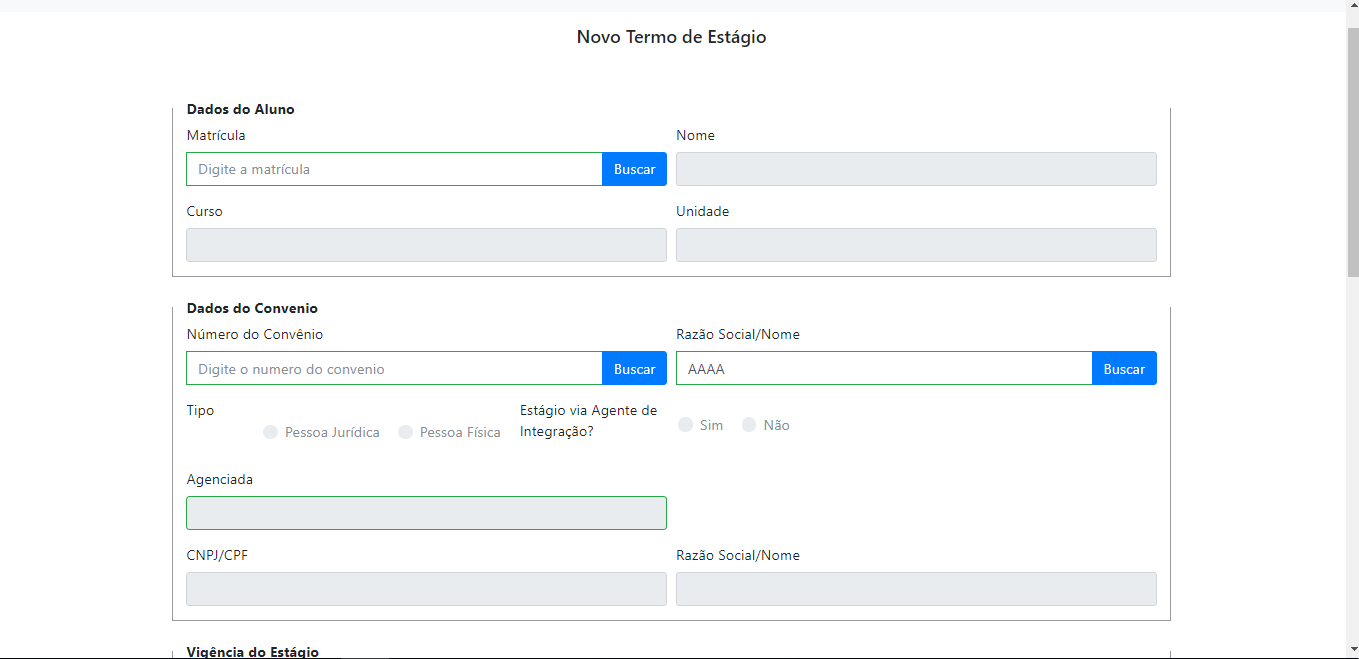 Novo Termo de Estágio
Dados do Aluno
Matrícula
Nome
Digite a matrícula
Buscar
Curso
Unidade
Dados do Convenio
Número do Convênio
Razão Social/Nome
Digite o numero do convenio
Buscar
AAAA
Buscar
Tipo
Pessoa Jurídica
Pessoa Física
Estágio via Agente de
Integração?
Sim
Não
Agenciada
CNPJ/CPF
Razão Social/Nome
Vigência do Estágio